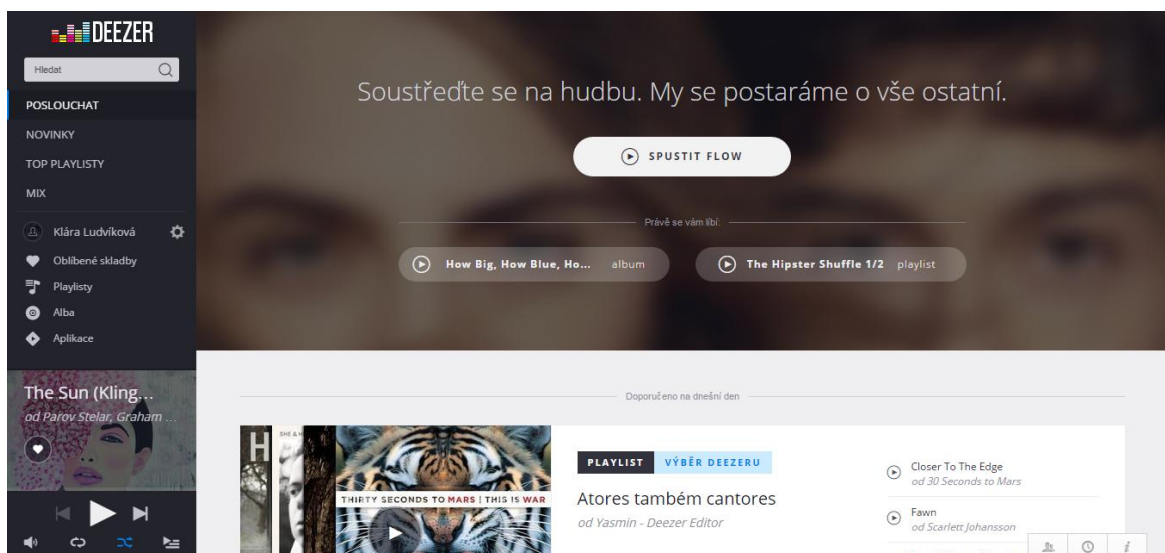 DEEZER
Hledat
POSLOUCHAT
NOVINKY
TOP PLAYLISTY
MIX
Klára Ludvíková
Oblíbené skladby
Playlisty
Alba
Aplikace
The Sun (Kling...
od Parov Stelar, Graham ...
Soustřeďte se na hudbu. My se postaráme o vše ostatní.
SPUSTIT FLOW
Právě se vám líbí:
How Big, How Blue, Ho... album
The Hipster Shuffle 1/2 playlist
Doporučeno na dnešní den
H
SHE & H
THIRTY SECONDS TO MARS | THIS IS WAR
PLAYLIST VÝBĚR DEEZERU
Atores também cantores
od Yasmin - Deezer Editor
Closer To The Edge
od 30 Seconds to Mars
Fawn
od Scarlett Johansson
i